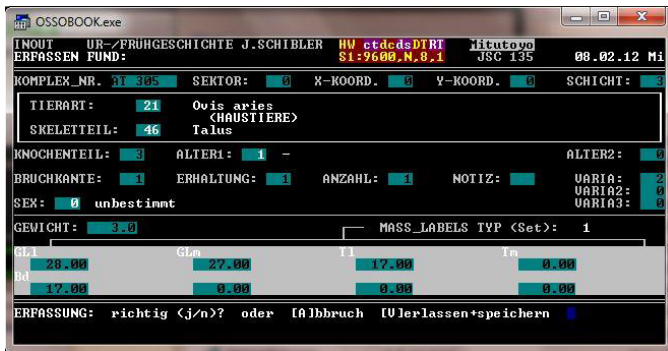 OSSOBOOK.exe
INOUT UR-/FRÜHGESCHICHTE J.SCHIBLER HW ctdcdsDTRT Mitutoyo
ERFASSEN FUND: S1:9600,N,8,1 JSC 135 08.02.12 Mi
KOMPLEX_NR. AT 305 SEKTOR: 0 X-KOORD. 0 Y-KOORD. 0 SCHICHT: 3
TIERART: 21 Ovis aries
(HAUSTIERE)
SKELETTEIL: 46 Talus
KNOCHENTEIL: 3 ALTER1: 1 - ALTER2: 0
BRUCHKANTE: 1 ERHALTUNG: 1 ANZAHL: 1 NOTIZ: VARIA: 2
VARIA2: 0
SEX: 0 unbestimmt VARIA3: 0
GEWICHT: 3.0 MASS_LABELS TYP (Set): 1
GLl GLm Tl Tm
28.00 27.00 17.00 0.00
Bd
17.00 0.00 0.00 0.00
ERFASSUNG: richtig (j/n)? oder [A]bbruch [V]erlassen+speichern